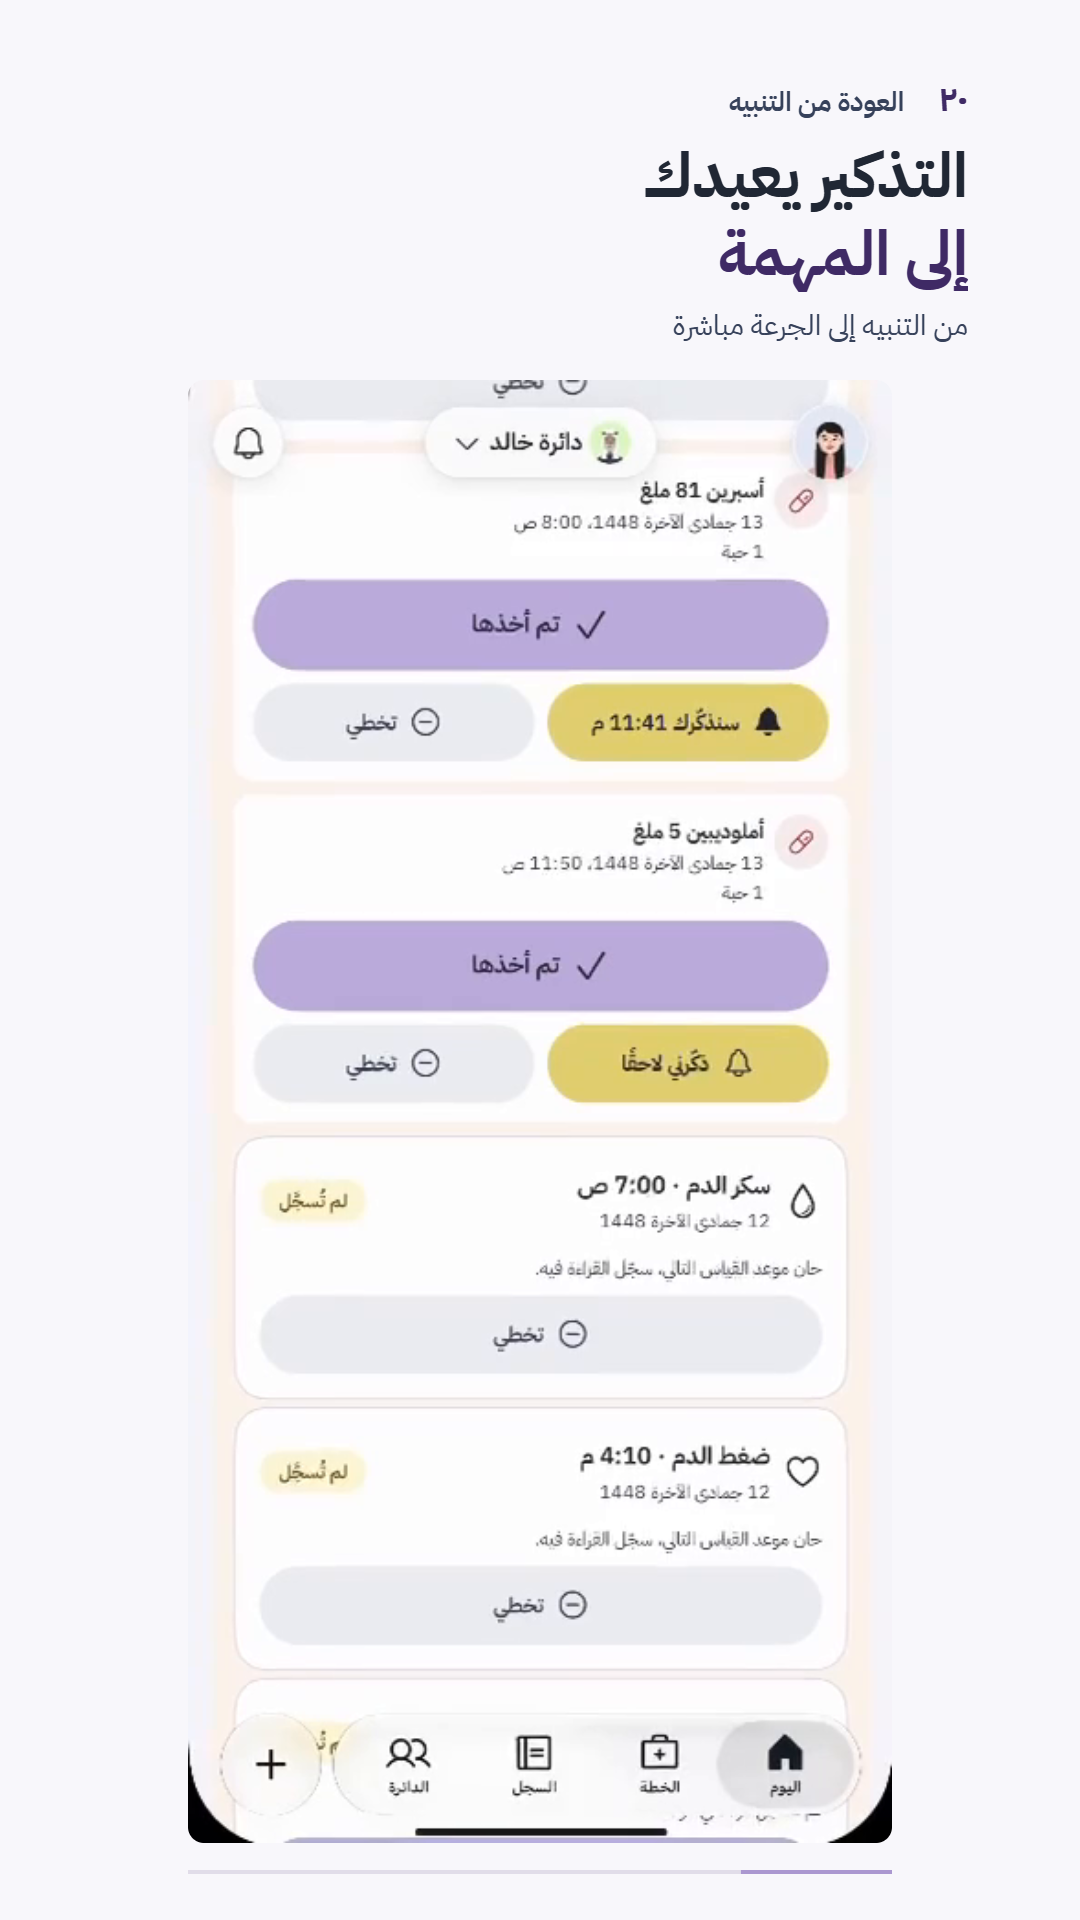 ٢٠ العودة من التنبيه
التذكير يعيدك
إلى المهمة
من التنبيه إلى الجرعة مباشرة
تخطي
دائرة خالد
أسبرين 81 ملغ
13 جمادى الآخرة 1448، 8:00 ص
1 حبة
تم أخذها
سنذكّرك 11:41 م
تخطي
أملوديبين 5 ملغ
13 جمادى الآخرة 1448، 11:50 ص
1 حبة
تم أخذها
ذكّرني لاحقًا
تخطي
سكر الدم · 7:00 ص
لم تُسجَّل
12 جمادى الآخرة 1448
حان موعد القياس التالي، سجّل القراءة فيه.
تخطي
ضغط الدم · 4:10 م
لم تُسجَّل
12 جمادى الآخرة 1448
حان موعد القياس التالي، سجّل القراءة فيه.
تخطي
اليوم
الخطة
السجل
الدائرة